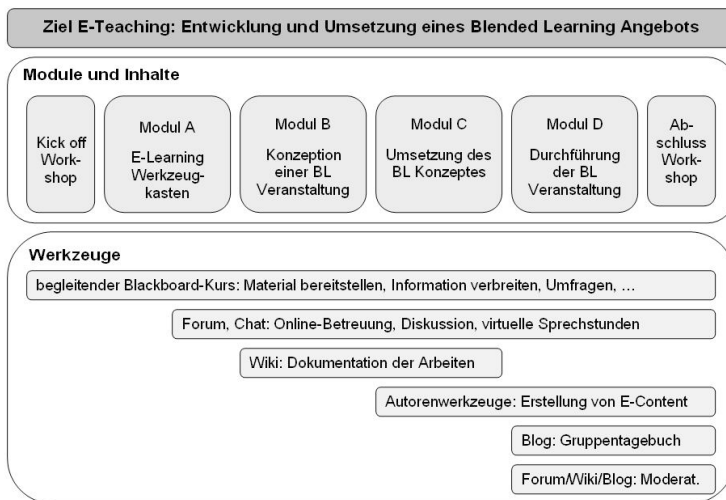 Ziel E-Teaching: Entwicklung und Umsetzung eines Blended Learning Angebots
Module und Inhalte
Kick off
Work-
shop
Modul A
E-Learning
Werkzeug-
kasten
Modul B
Konzeption
einer BL
Veranstaltung
Modul C
Umsetzung des
BL Konzeptes
Modul D
Durchführung
der BL
Veranstaltung
Ab-
schluss
Work-
shop
Werkzeuge
begleitender Blackboard-Kurs: Material bereitstellen, Information verbreiten, Umfragen, …
Forum, Chat: Online-Betreuung, Diskussion, virtuelle Sprechstunden
Wiki: Dokumentation der Arbeiten
Autorenwerkzeuge: Erstellung von E-Content
Blog: Gruppentagebuch
Forum/Wiki/Blog: Moderat.